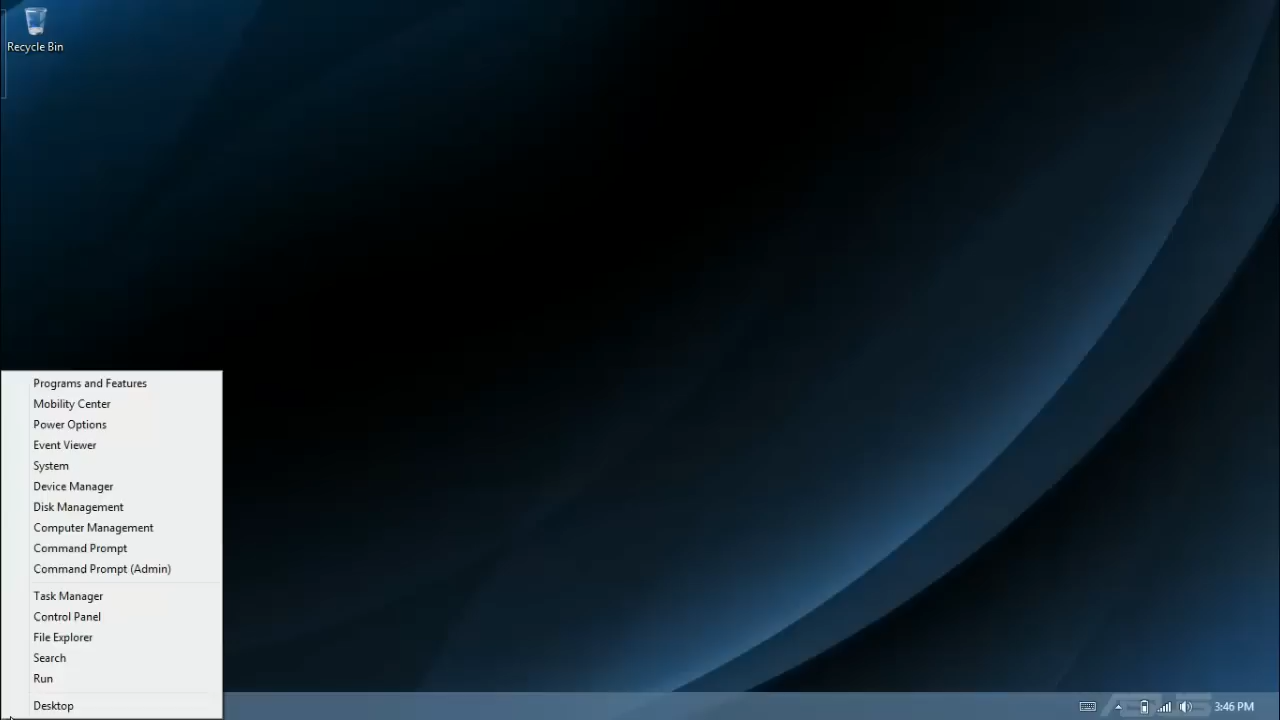 Recycle Bin
Programs and Features
Mobility Center
Power Options
Event Viewer
System
Device Manager
Disk Management
Computer Management
Command Prompt
Command Prompt (Admin)
Task Manager
Control Panel
File Explorer
Search
Run
Desktop
ASUS
3:46 PM